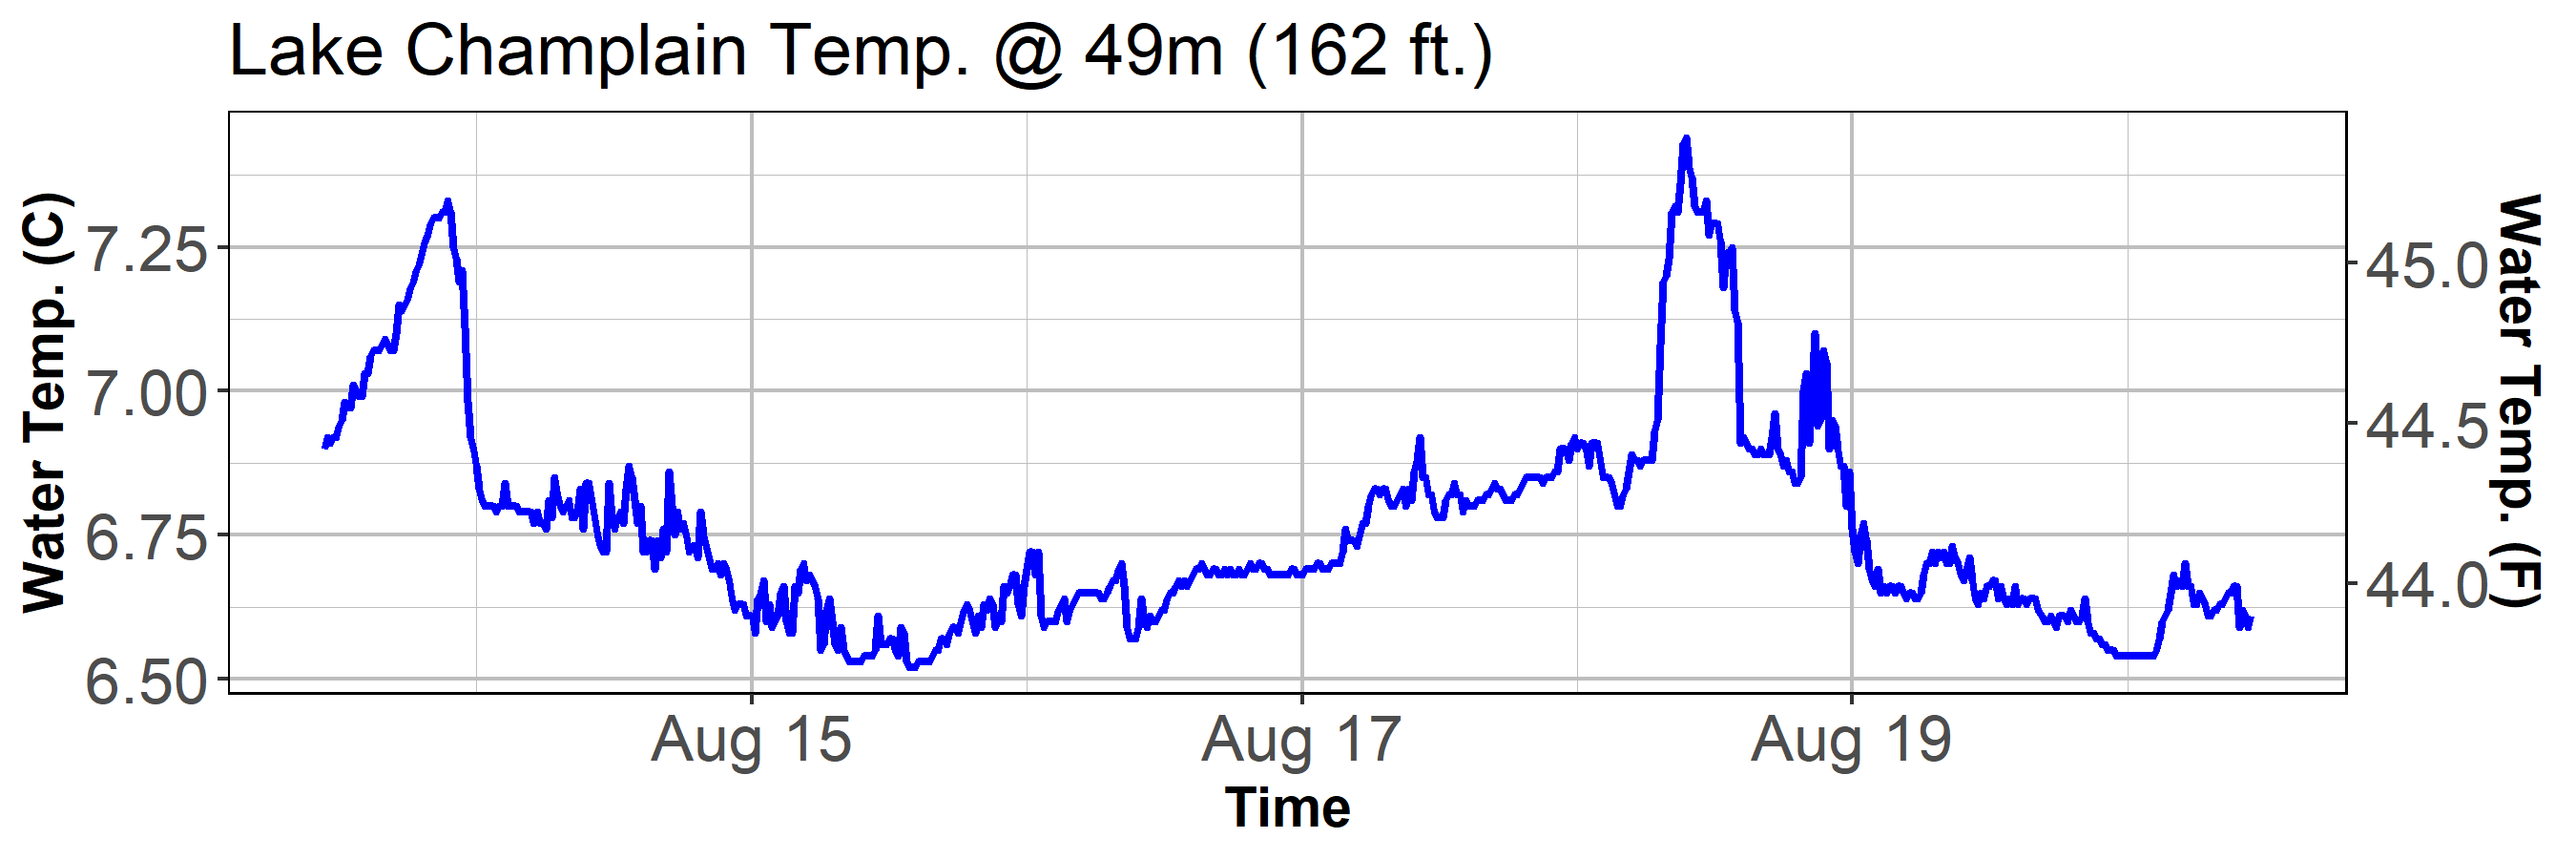 Lake Champlain Temp. @ 49m (162 ft.)
Water Temp. (C)
7.25
7.00
6.75
6.50
45.0
44.5
44.0
Water Temp. (F)
Aug 15
Aug 17
Aug 19
Time